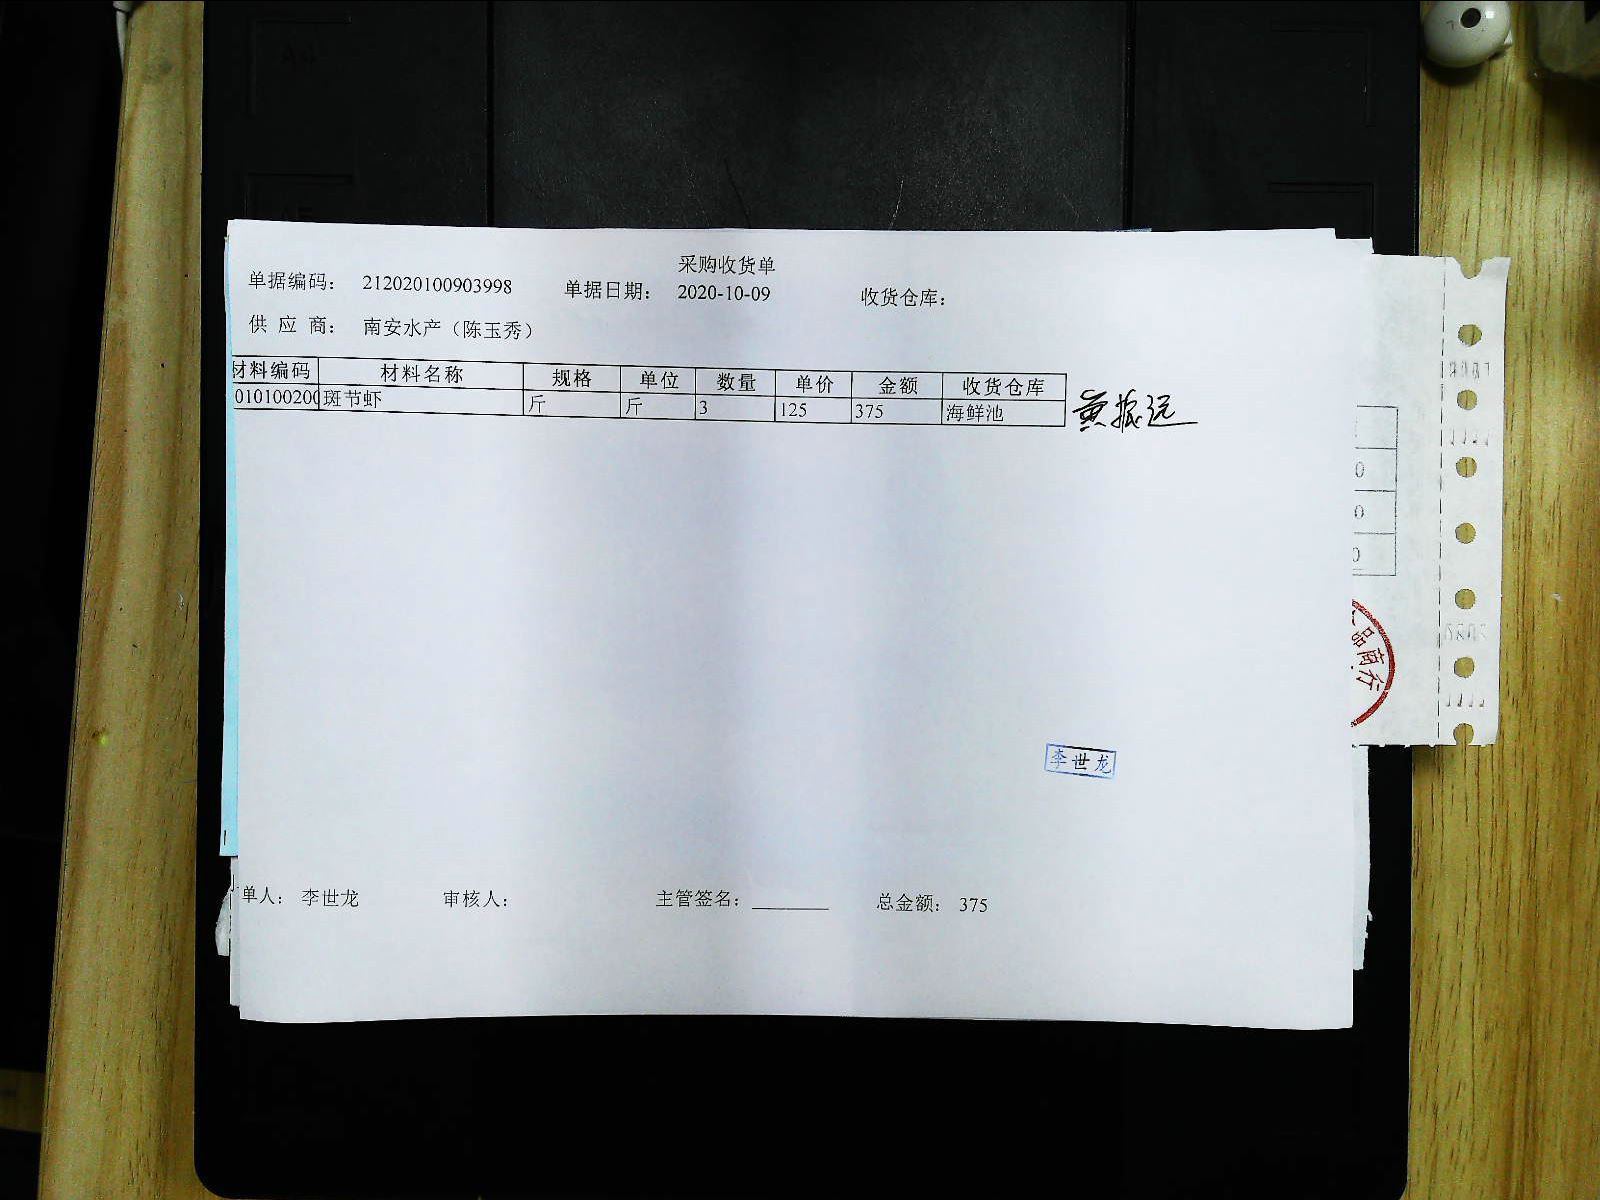 采购收货单
单据编码： 212020100903998 单据日期： 2020-10-09 收货仓库：
供 应 商： 南安水产（陈玉秀）
材料编码 材料名称 规格 单位 数量 单价 金额 收货仓库
010100200 斑节虾 斤 斤 3 125 375 海鲜池
黄振远
品商行
李世龙
单人： 李世龙 审核人： 主管签名： 总金额： 375